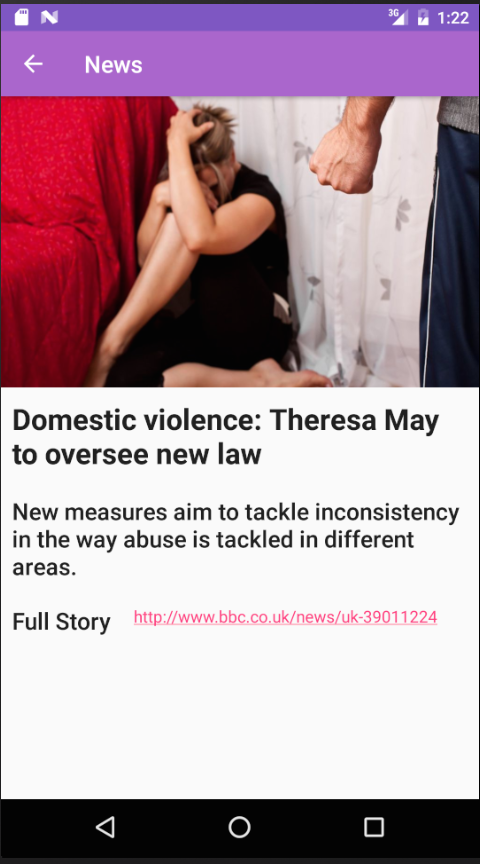 3G 1:22
News
Domestic violence: Theresa May
to oversee new law
New measures aim to tackle inconsistency
in the way abuse is tackled in different
areas.
Full Story http://www.bbc.co.uk/news/uk-39011224